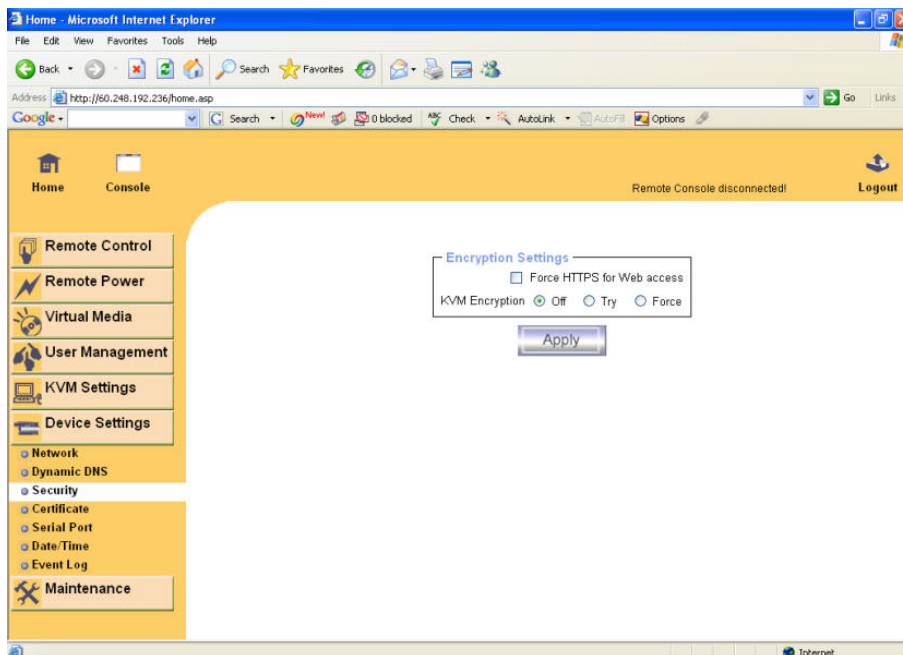 Home - Microsoft Internet Explorer
File Edit View Favorites Tools Help
Back Search Favorites
Address http://60.248.192.236/home.asp Go Links
Google Search New! 0 blocked Check AutoLink AutoFill Options
Home Console Remote Console disconnected! Logout
Remote Control
Remote Power
Virtual Media
User Management
KVM Settings
Device Settings
Network
Dynamic DNS
Security
Certificate
Serial Port
Date/Time
Event Log
Maintenance
Encryption Settings
Force HTTPS for Web access
KVM Encryption Off Try Force
Apply
Internet